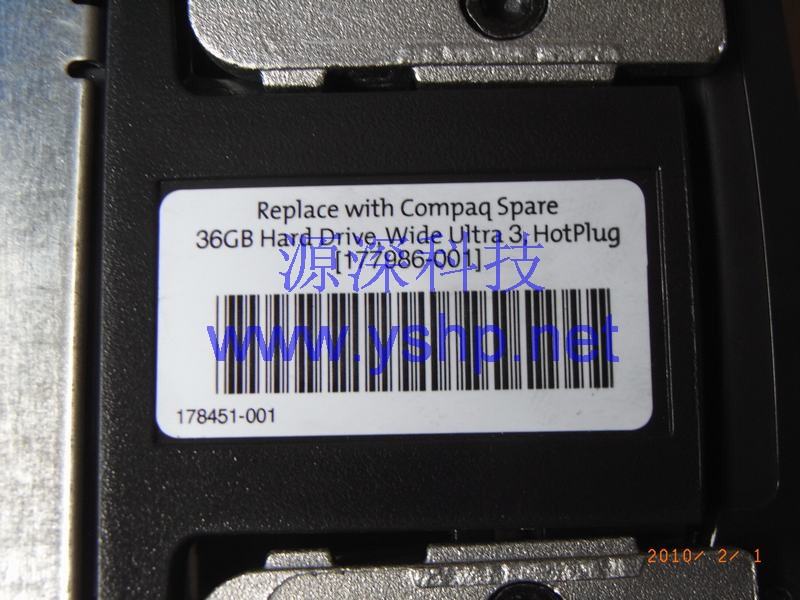 Replace with Compaq Spare
36GB Hard Drive, Wide Ultra 3, HotPlug
[177986-001]
源深科技
www.yshp.net
178451-001
2010/ 2/ 1